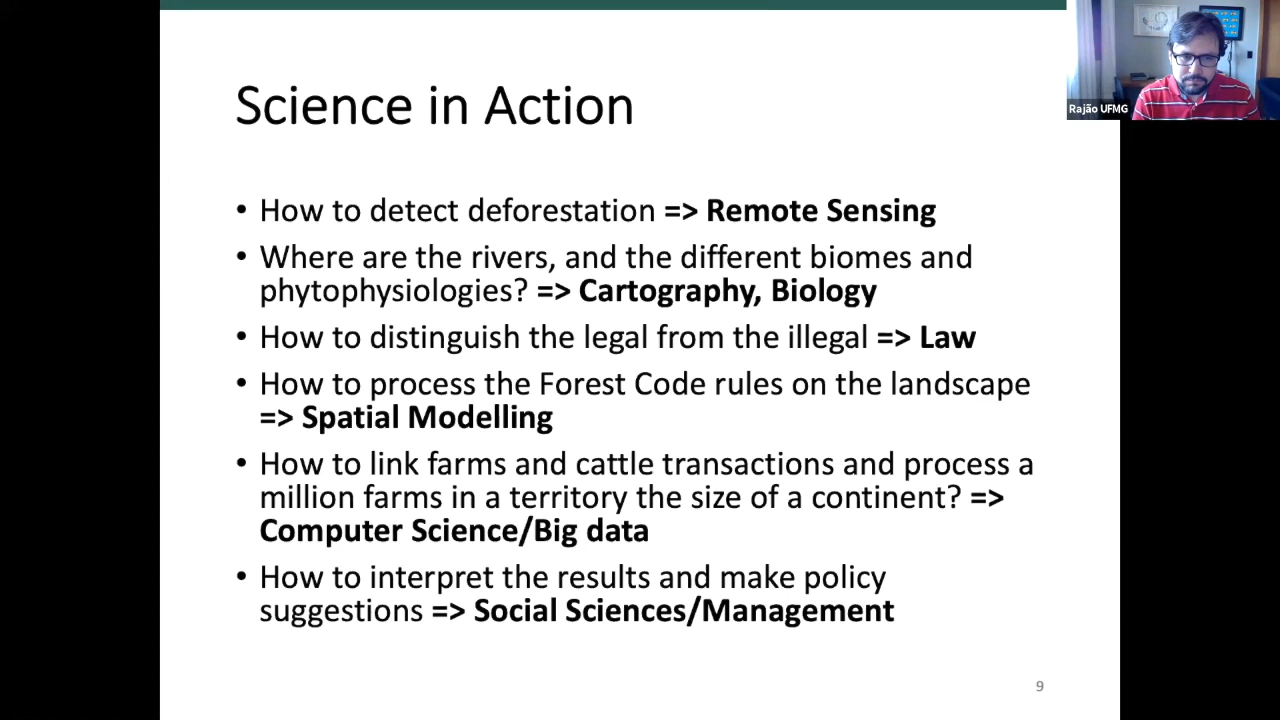 Science in Action
• How to detect deforestation => Remote Sensing
• Where are the rivers, and the different biomes and
phytophysiologies? => Cartography, Biology
• How to distinguish the legal from the illegal => Law
• How to process the Forest Code rules on the landscape
=> Spatial Modelling
• How to link farms and cattle transactions and process a
million farms in a territory the size of a continent? =>
Computer Science/Big data
• How to interpret the results and make policy
suggestions => Social Sciences/Management
9
Rajão UFMG